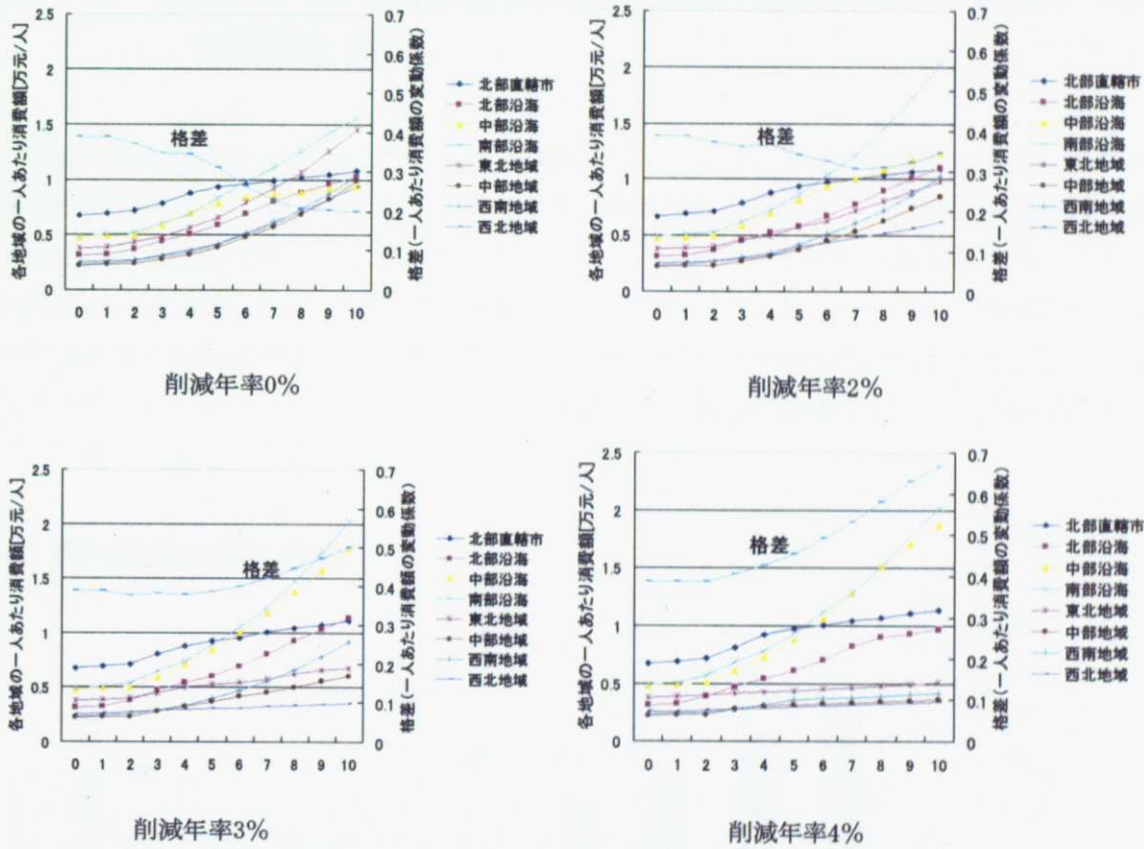 各地域の一人あたり消費額[万元/人]
2.5
2
1.5
1
0.5
0
格差
0 1 2 3 4 5 6 7 8 9 10
0.7
0.6
0.5
0.4
0.3
0.2
0.1
0
格差(一人あたり消費額の変動係数)
北部直轄市
北部沿海
中部沿海
南部沿海
東北地域
中部地域
西南地域
西北地域
削減年率0%
各地域の一人あたり消費額[万元/人]
2.5
2
1.5
1
0.5
0
格差
0 1 2 3 4 5 6 7 8 9 10
0.7
0.6
0.5
0.4
0.3
0.2
0.1
0
格差(一人あたり消費額の変動係数)
北部直轄市
北部沿海
中部沿海
南部沿海
東北地域
中部地域
西南地域
西北地域
削減年率2%
各地域の一人あたり消費額[万元/人]
2.5
2
1.5
1
0.5
0
格差
0 1 2 3 4 5 6 7 8 9 10
0.7
0.6
0.5
0.4
0.3
0.2
0.1
0
格差(一人あたり消費額の変動係数)
北部直轄市
北部沿海
中部沿海
南部沿海
東北地域
中部地域
西南地域
西北地域
削減年率3%
各地域の一人あたり消費額[万元/人]
2.5
2
1.5
1
0.5
0
格差
0 1 2 3 4 5 6 7 8 9 10
0.7
0.6
0.5
0.4
0.3
0.2
0.1
0
格差(一人あたり消費額の変動係数)
北部直轄市
北部沿海
中部沿海
南部沿海
東北地域
中部地域
西南地域
西北地域
削減年率4%